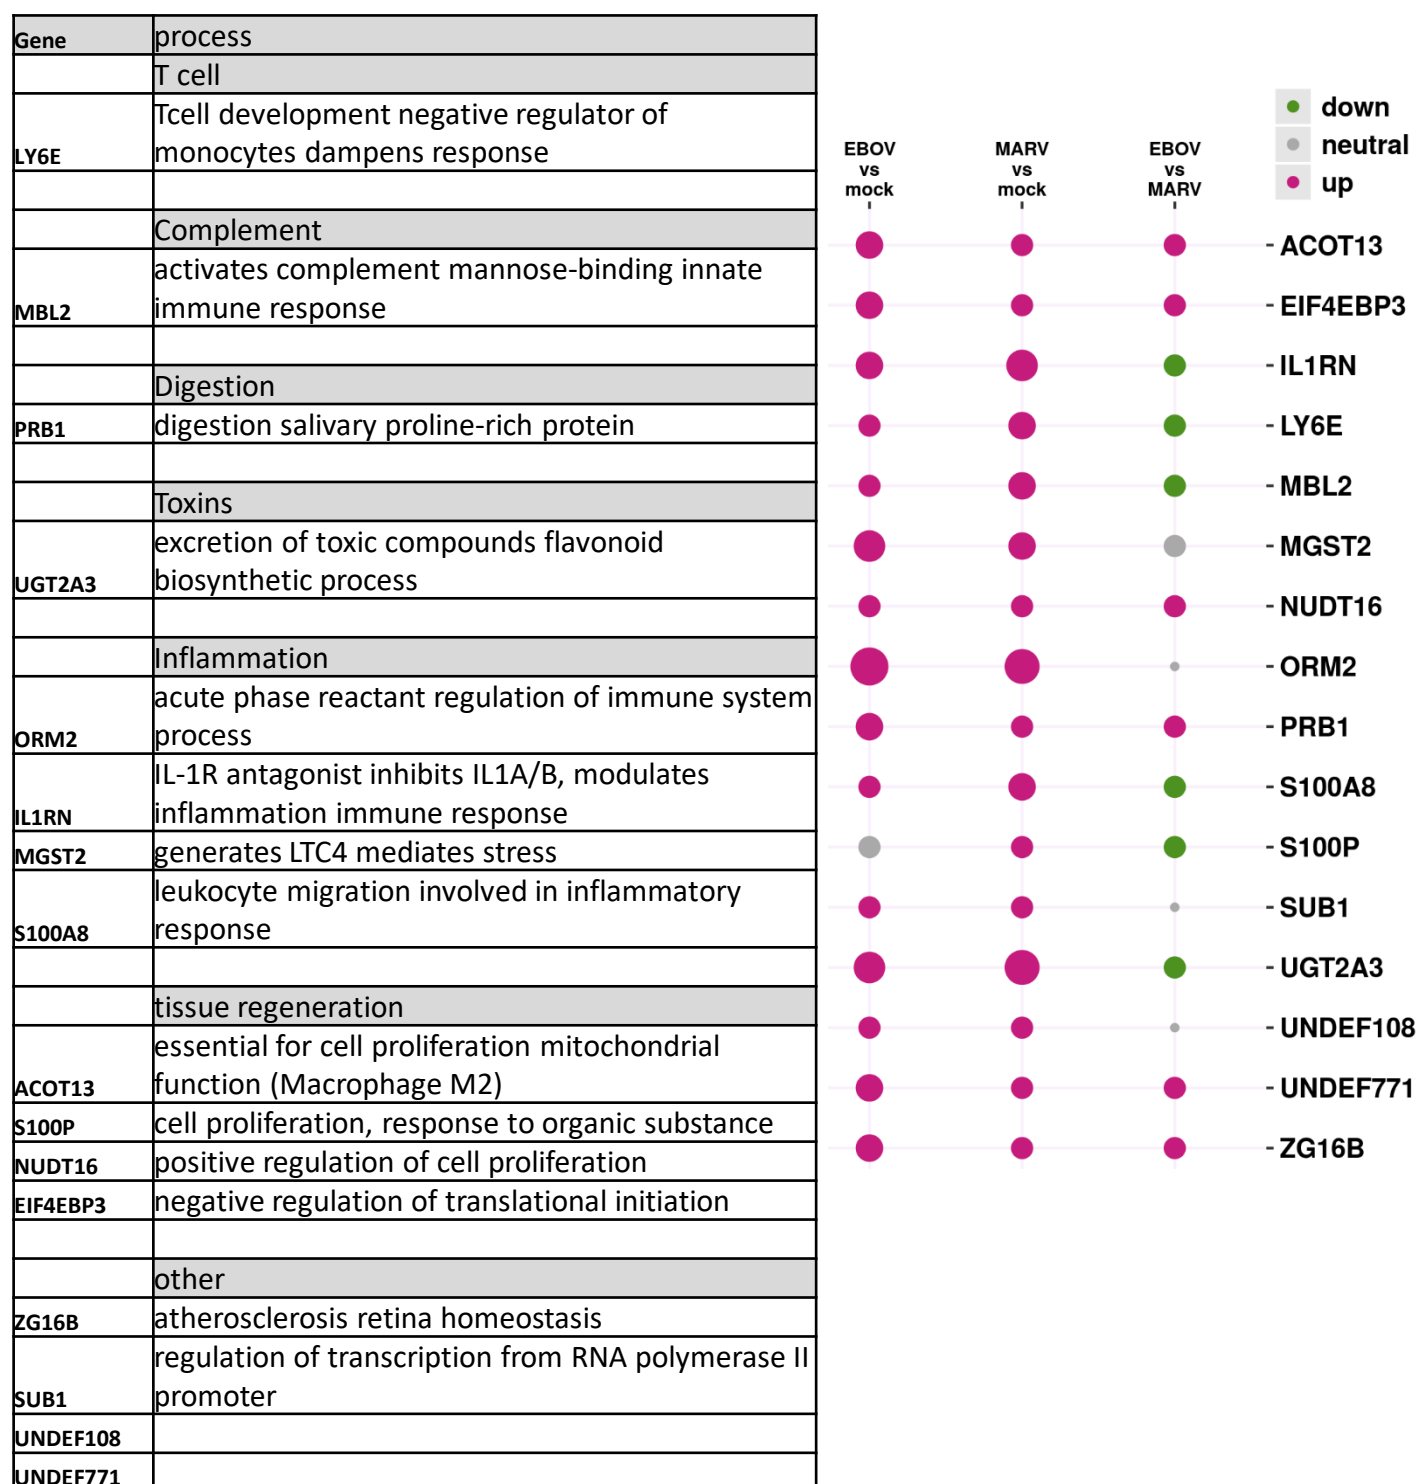 Gene process
T cell
Tcell development negative regulator of
LY6E monocytes dampens response
Complement
activates complement mannose-binding innate
MBL2 immune response
Digestion
PRB1 digestion salivary proline-rich protein
Toxins
excretion of toxic compounds flavonoid
UGT2A3 biosynthetic process
Inflammation
acute phase reactant regulation of immune system
ORM2 process
IL-1R antagonist inhibits IL1A/B, modulates
IL1RN inflammation immune response
MGST2 generates LTC4 mediates stress
leukocyte migration involved in inflammatory
S100A8 response
tissue regeneration
essential for cell proliferation mitochondrial
ACOT13 function (Macrophage M2)
S100P cell proliferation, response to organic substance
NUDT16 positive regulation of cell proliferation
EIF4EBP3 negative regulation of translational initiation
other
ZG16B atherosclerosis retina homeostasis
regulation of transcription from RNA polymerase II
SUB1 promoter
UNDEF108
UNDEF771
down
neutral
up
EBOV
vs
mock
MARV
vs
mock
EBOV
vs
MARV
ACOT13
EIF4EBP3
IL1RN
LY6E
MBL2
MGST2
NUDT16
ORM2
PRB1
S100A8
S100P
SUB1
UGT2A3
UNDEF108
UNDEF771
ZG16B